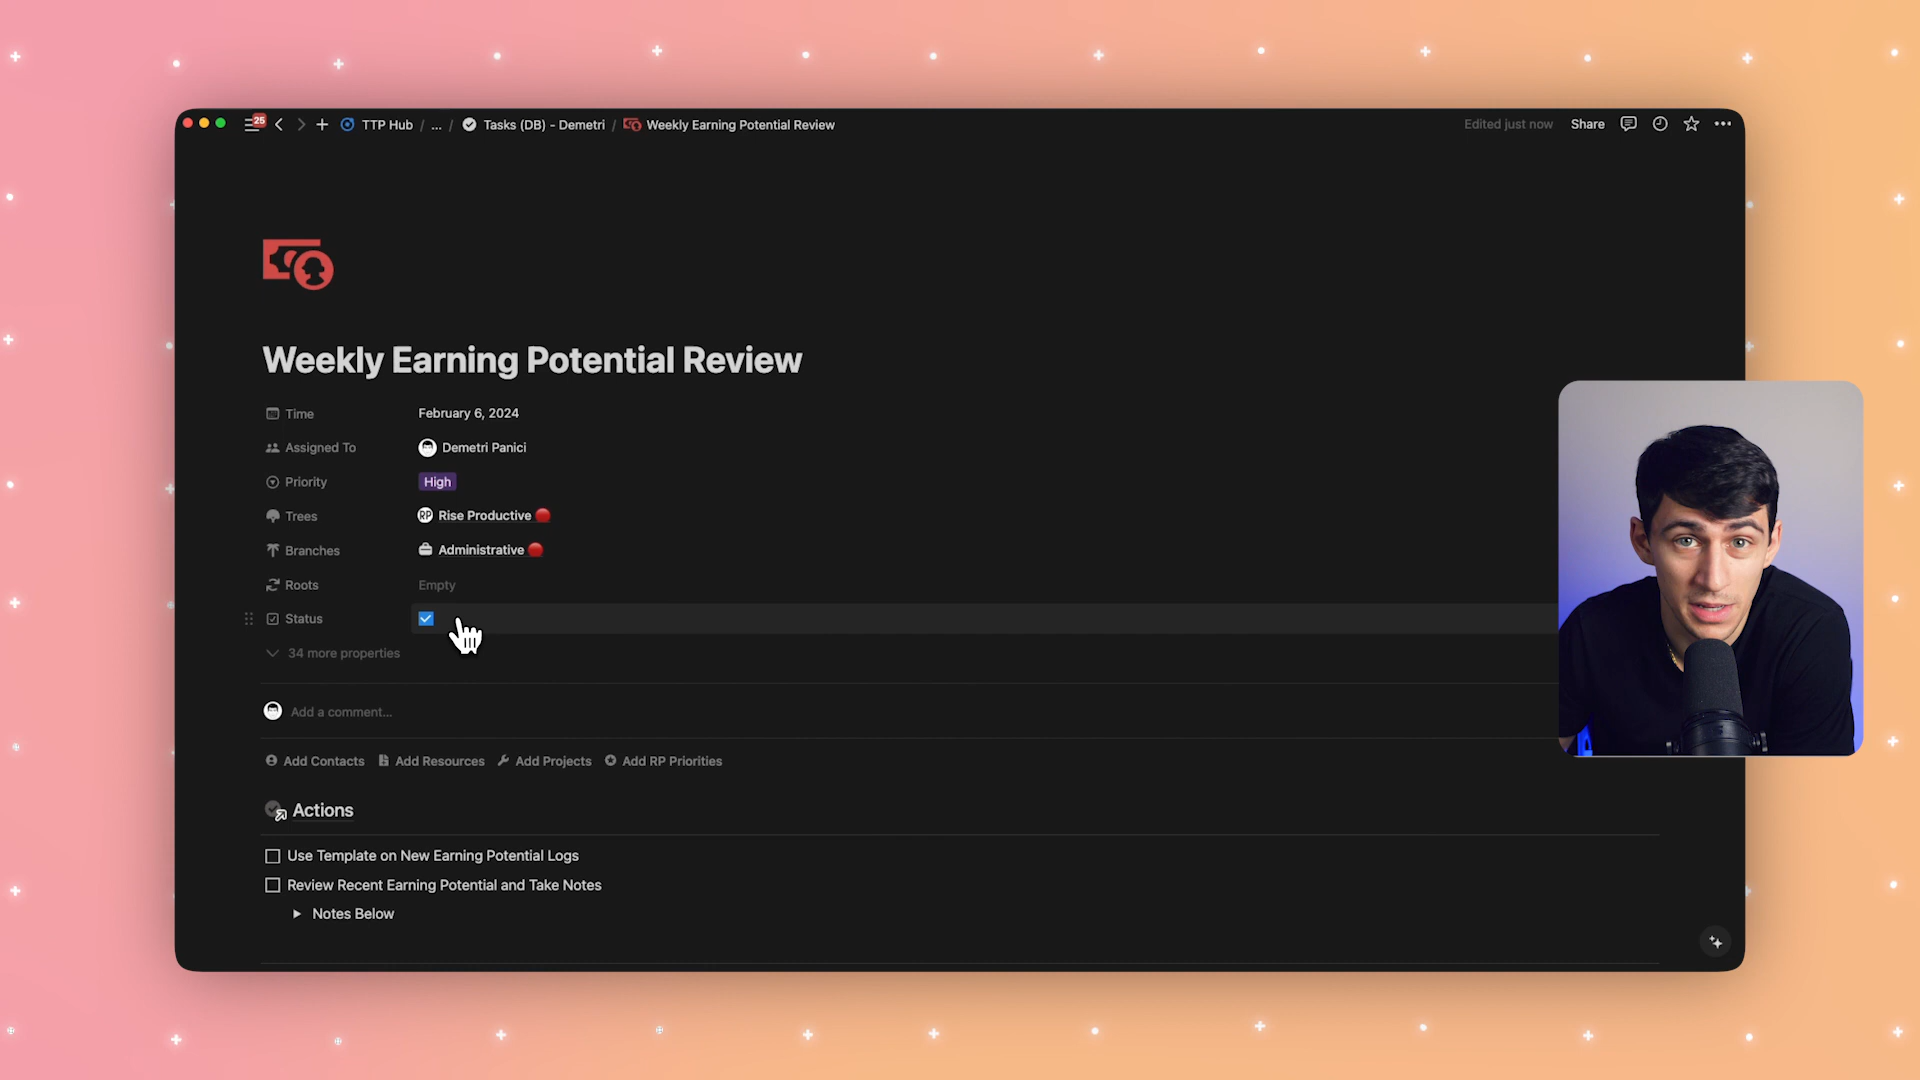 25 TTP Hub / ... / Tasks (DB) - Demetri / Weekly Earning Potential Review Edited just now Share
Weekly Earning Potential Review
Time February 6, 2024
Assigned To Demetri Panici
Priority High
Trees RP Rise Productive
Branches Administrative
Roots Empty
Status
34 more properties
Add a comment...
Add Contacts Add Resources Add Projects Add RP Priorities
Actions
Use Template on New Earning Potential Logs
Review Recent Earning Potential and Take Notes
Notes Below